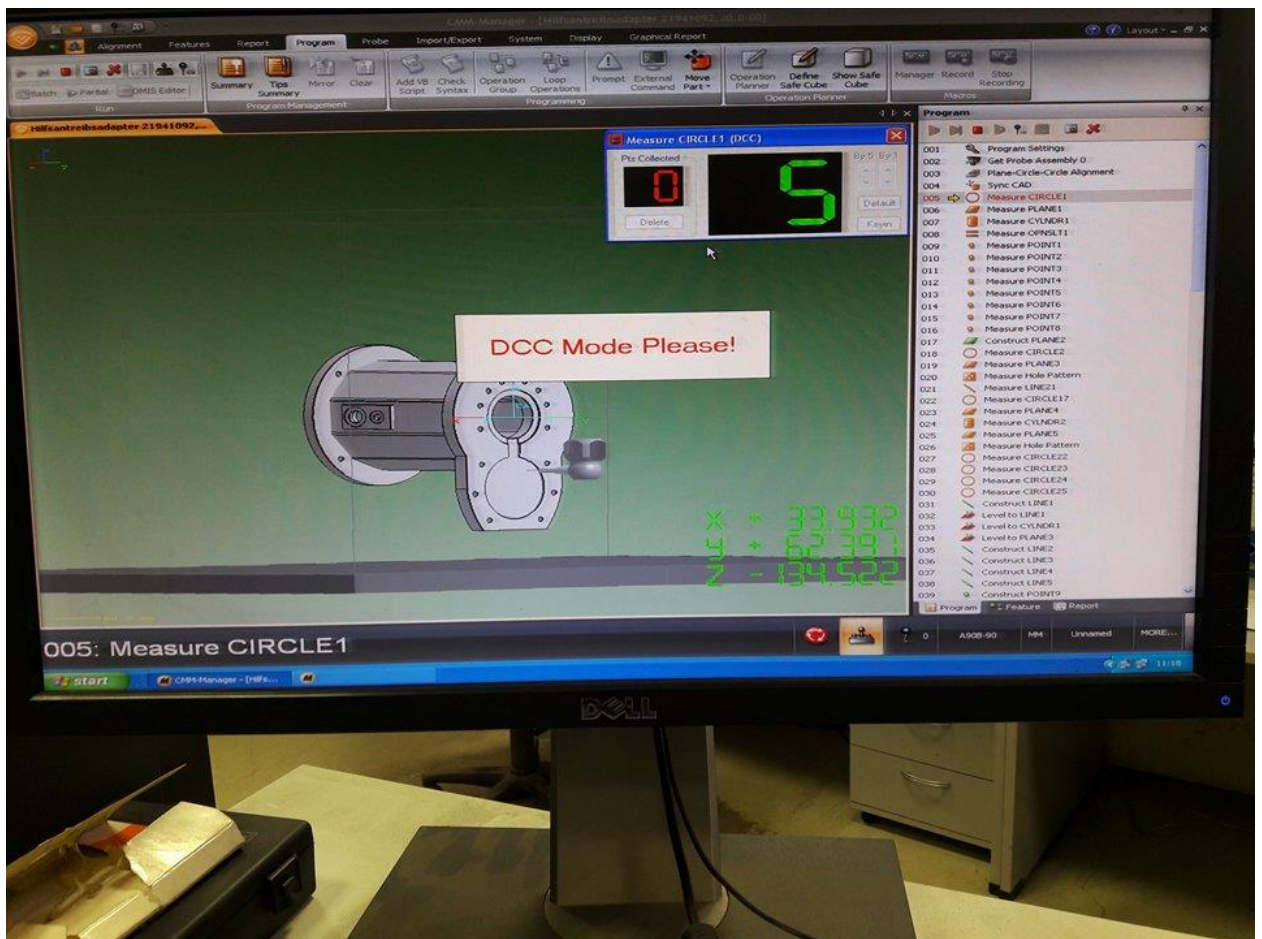 CMM-Manager - [Hilfsantreibsadapter 21941092, 20.0-00]
Alignment Features Report Program Probe Import/Export System Display Graphical Report Layout
Batch Partial DMIS Editor
Summary
Tips Summary
Mirror
Clear
Add VB Script
Check Syntax
Operation Group
Loop Operations
Prompt
External Command
Move Part
Operation Planner
Define Safe Cube
Show Safe Cube
Manager
Record
Stop Recording
Run
Program Management
Programming
Operation Planner
Macros
Hilfsantreibsadapter 21941092,...
Measure CIRCLE1 (DCC)
Pts Collected
By 5 By 1
0
5
Delete
Default
Keyin
DCC Mode Please!
X + 33.932
Y + 62.391
Z -134.522
Program
001 Program Settings
002 Get Probe Assembly 0
003 Plane-Circle-Circle Alignment
004 Sync CAD
005 Measure CIRCLE1
006 Measure PLANE1
007 Measure CYLNDR1
008 Measure OPNSLT1
009 Measure POINT1
010 Measure POINT2
011 Measure POINT3
012 Measure POINT4
013 Measure POINT5
014 Measure POINT6
015 Measure POINT7
016 Measure POINT8
017 Construct PLANE2
018 Measure CIRCLE2
019 Measure PLANE3
020 Measure Hole Pattern
021 Measure LINE21
022 Measure CIRCLE17
023 Measure PLANE4
024 Measure CYLNDR2
025 Measure PLANE5
026 Measure Hole Pattern
027 Measure CIRCLE22
028 Measure CIRCLE23
029 Measure CIRCLE24
030 Measure CIRCLE25
031 Construct LINE1
032 Level to LINE1
033 Level to CYLNDR1
034 Level to PLANE3
035 Construct LINE2
036 Construct LINE3
037 Construct LINE4
038 Construct LINE5
039 Construct POINT9
Program Feature Report
005: Measure CIRCLE1
0 A90B-90 MM Unnamed MORE...
start
CMM-Manager - [Hilfs...
11:10
DELL